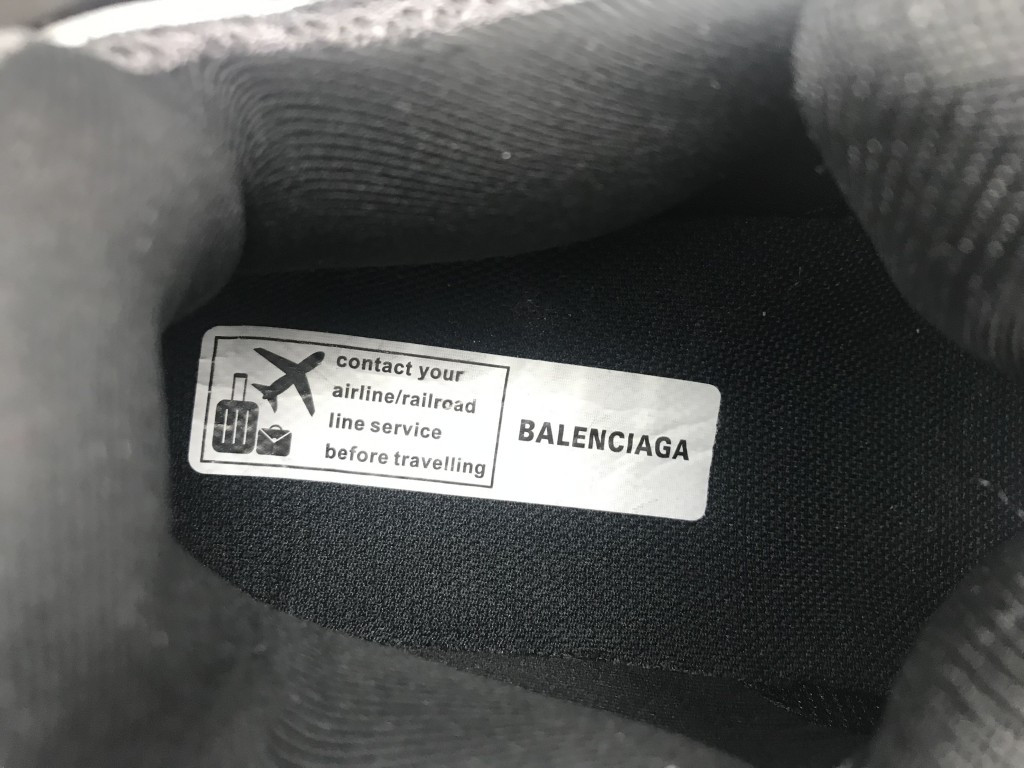 contact your
airline/railroad
line service
before travelling
BALENCIAGA